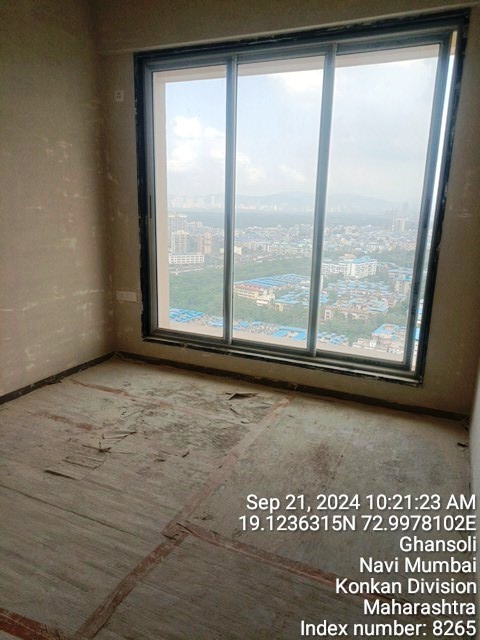 Sep 21, 2024 10:21:23 AM
19.1236315N 72.9978102E
Ghansoli
Navi Mumbai
Konkan Division
Maharashtra
Index number: 8265